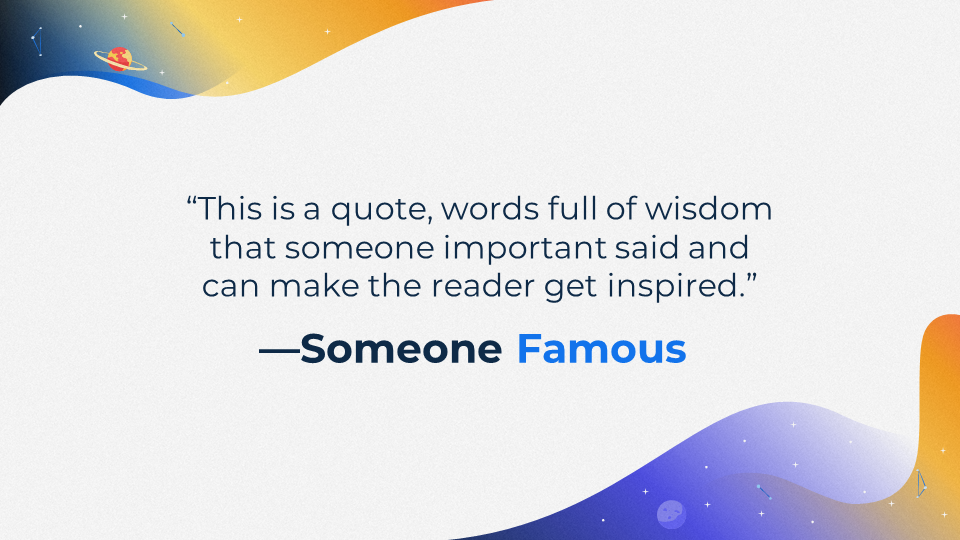 “This is a quote, words full of wisdom
that someone important said and
can make the reader get inspired.”
—Someone Famous